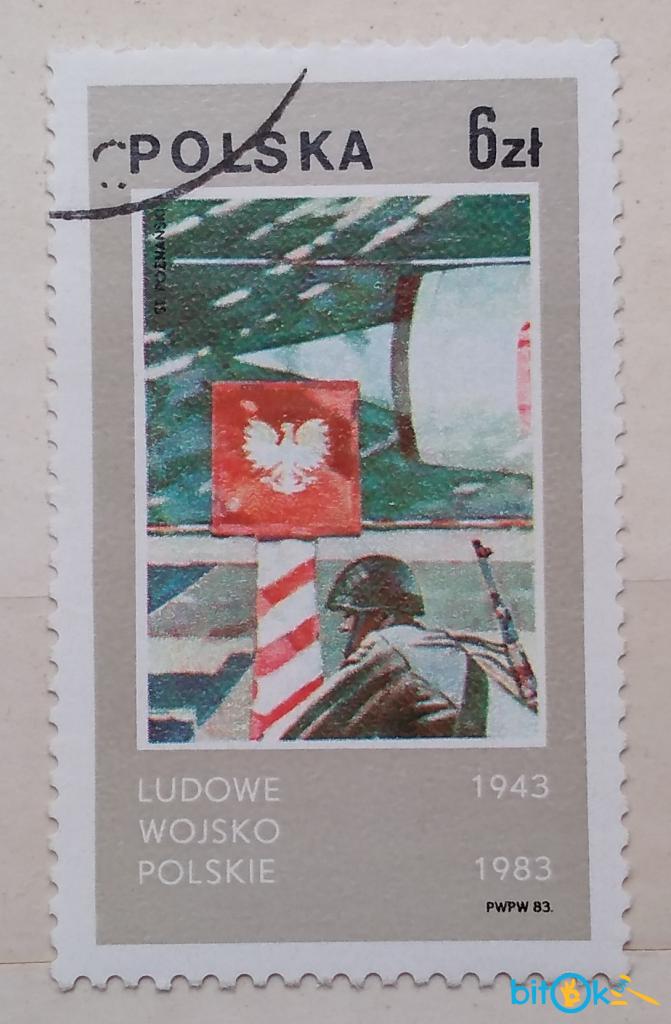 POLSKA 6zł
ST. POZNAŃSKI
LUDOWE 1943
WOJSKO
POLSKIE 1983
PWPW 83.
bitok